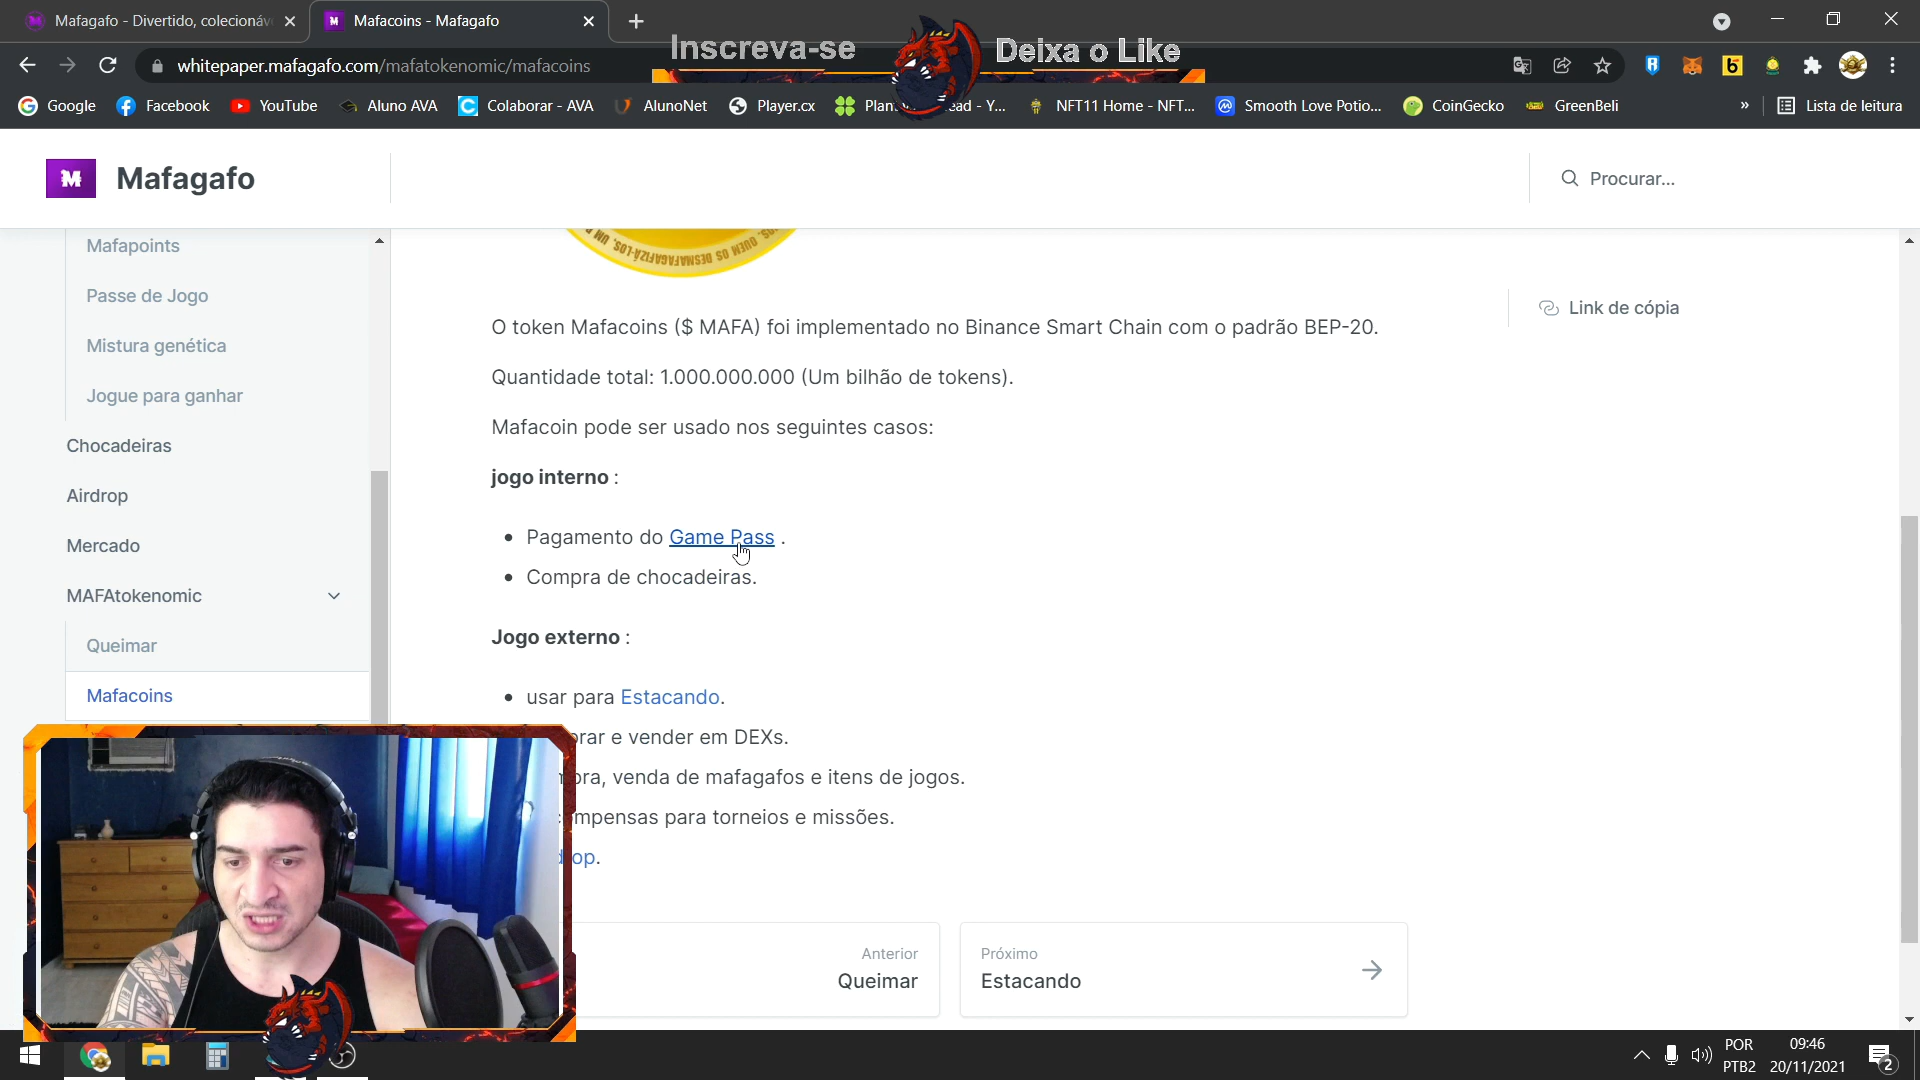 Mafagafo - Divertido, colecionáv
Mafacoins - Mafagafo
Inscreva-se
Deixa o Like
whitepaper.mafagafo.com/mafatokenomic/mafacoins
Google
Facebook
YouTube
Aluno AVA
Colaborar - AVA
AlunoNet
Player.cx
Plan
ead - Y...
NFT11 Home - NFT...
Smooth Love Potio...
CoinGecko
GreenBeli
»
Lista de leitura
M
Mafagafo
Procurar...
Mafapoints
Passe de Jogo
Mistura genética
Jogue para ganhar
Chocadeiras
Airdrop
Mercado
MAFAtokenomic
Queimar
Mafacoins
O token Mafacoins ($ MAFA) foi implementado no Binance Smart Chain com o padrão BEP-20.
Quantidade total: 1.000.000.000 (Um bilhão de tokens).
Mafacoin pode ser usado nos seguintes casos:
jogo interno :
Pagamento do Game Pass .
Compra de chocadeiras.
Jogo externo :
usar para Estacando.
rar e vender em DEXs.
ra, venda de mafagafos e itens de jogos.
mpensas para torneios e missões.
op.
Link de cópia
Anterior
Queimar
Próximo
Estacando
POR
PTB2
09:46
20/11/2021
2